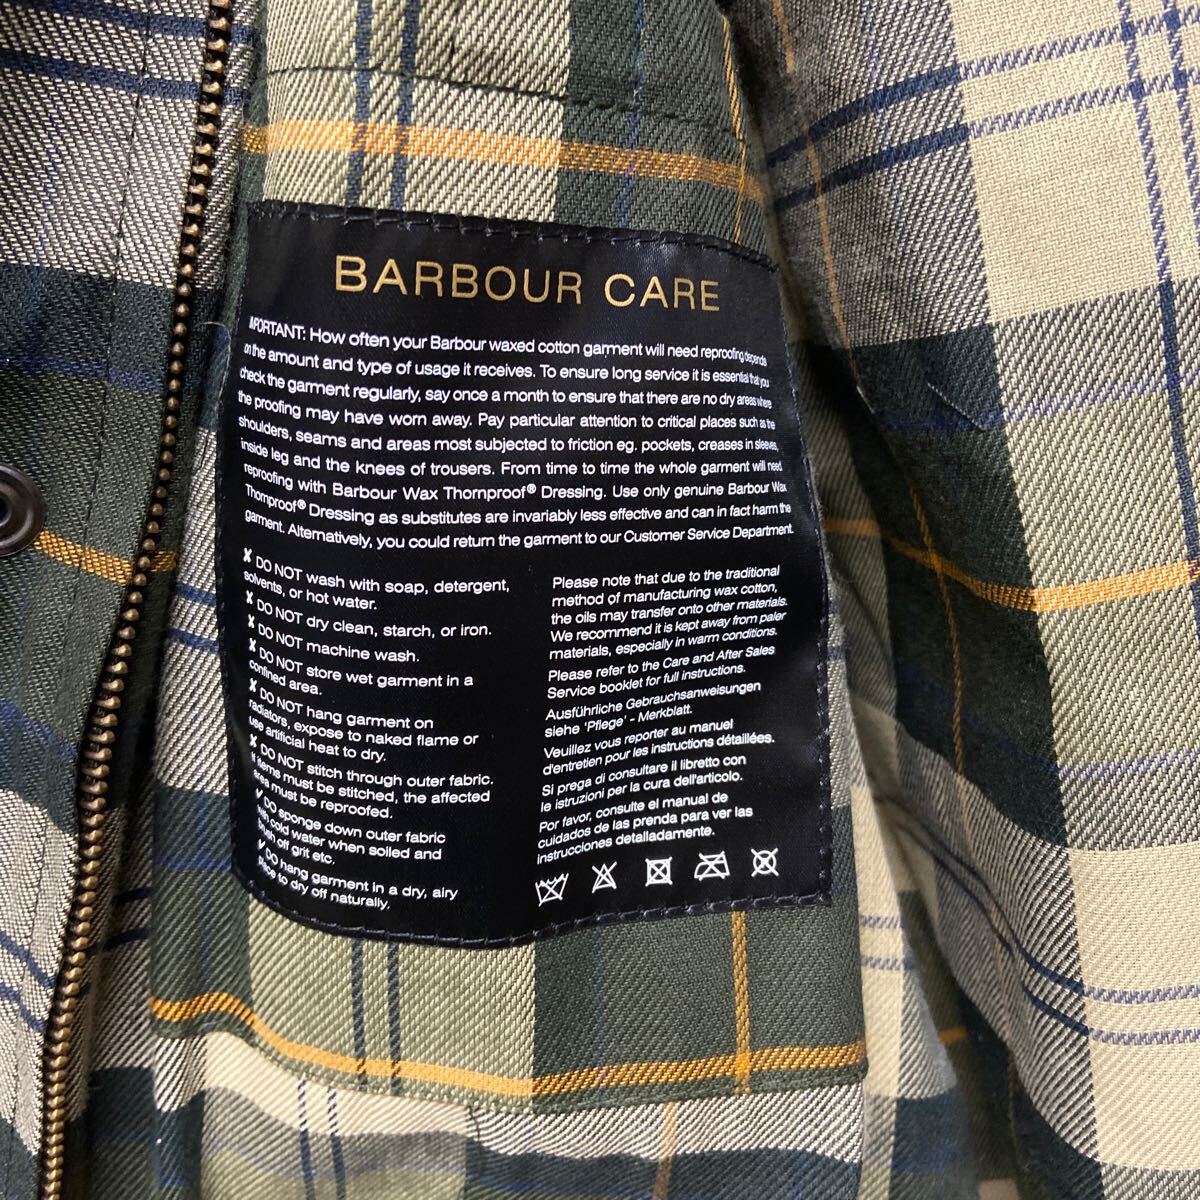 BARBOUR CARE
IMPORTANT: How often your Barbour waxed cotton garment will need reproofing depends
on the amount and type of usage it receives. To ensure long service it is essential that you
check the garment regularly, say once a month to ensure that there are no dry areas where
the proofing may have worn away. Pay particular attention to critical places such as the
shoulders, seams and areas most subjected to friction eg. pockets, creases in sleeves,
inside leg and the knees of trousers. From time to time the whole garment will need
reproofing with Barbour Wax Thornproof® Dressing. Use only genuine Barbour Wax
Thornproof® Dressing as substitutes are invariably less effective and can in fact harm the
garment. Alternatively, you could return the garment to our Customer Service Department.
✗ DO NOT wash with soap, detergent,
solvents, or hot water.
✗ DO NOT dry clean, starch, or iron.
✗ DO NOT machine wash.
✗ DO NOT store wet garment in a
confined area.
✗ DO NOT hang garment on
radiators, expose to naked flame or
use artificial heat to dry.
✗ DO NOT stitch through outer fabric.
If items must be stitched, the affected
area must be reproofed.
✓ DO sponge down outer fabric
with cold water when soiled and
brush off grit etc.
✓ DO hang garment in a dry, airy
place to dry off naturally.
Please note that due to the traditional
method of manufacturing wax cotton,
the oils may transfer onto other materials.
We recommend it is kept away from paler
materials, especially in warm conditions.
Please refer to the Care and After Sales
Service booklet for full instructions.
Ausführliche Gebrauchsanweisungen
siehe 'Pflege' - Merkblatt.
Veuillez vous reporter au manuel
d'entretien pour les instructions détaillées.
Si prega di consultare il libretto con
le istruzioni per la cura dell'articolo.
Por favor, consulte el manual de
cuidados de las prenda para ver las
instrucciones detalladamente.